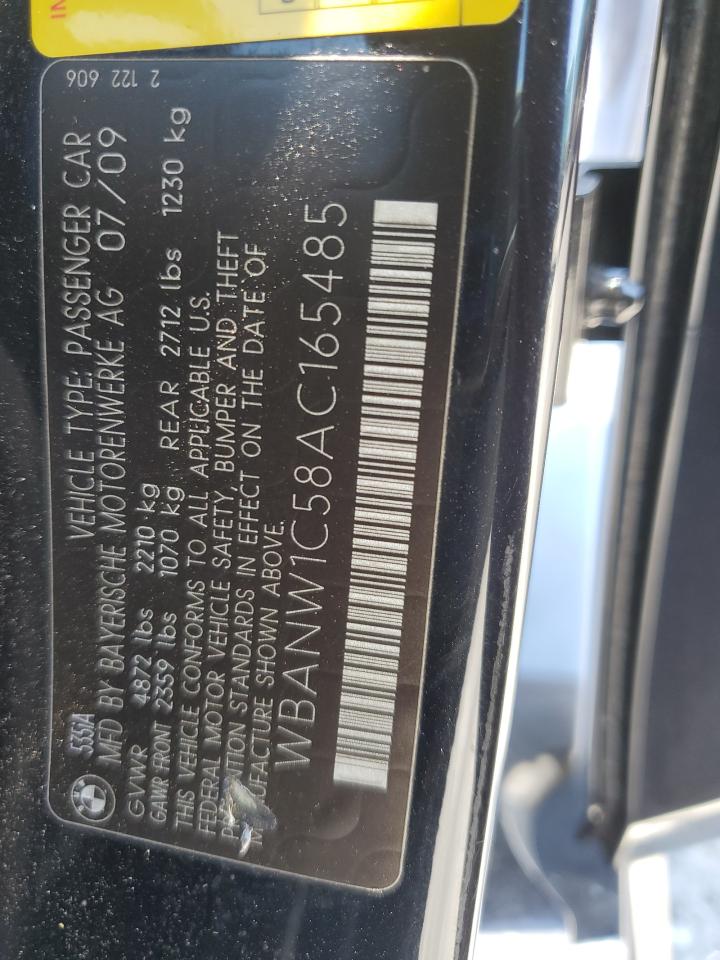 2 122 606
5357A
VEHICLE TYPE: PASSENGER CAR
MFD BY BAYERISCHE MOTORENWERKE AG 07/09
GVWR 4872 lbs 2210 kg
GAWR FRONT 2359 lbs 1070 kg REAR 2712 lbs 1230 kg
THIS VEHICLE CONFORMS TO ALL APPLICABLE U.S.
FEDERAL MOTOR VEHICLE SAFETY, BUMPER AND THEFT
STANDARDS IN EFFECT ON THE DATE OF
MANUFACTURE SHOWN ABOVE.
WBANW1C58AC165485